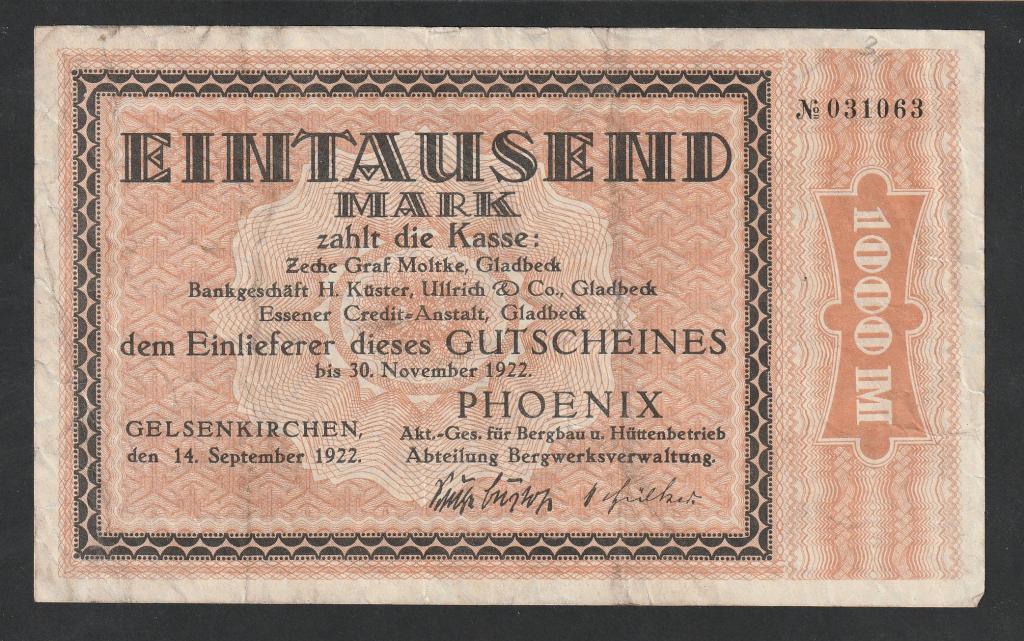 № 031063
EINTAUSEND
MARK
zahlt die Kasse:
Zeche Graf Moltke, Gladbeck
Bankgeschäft H. Küster, Ullrich & Co., Gladbeck
Essener Credit-Anstalt, Gladbeck
dem Einlieferer dieses GUTSCHEINES
bis 30. November 1922.
PHOENIX
Akt.-Ges. für Bergbau u. Hüttenbetrieb
Abteilung Bergwerksverwaltung.
GELSENKIRCHEN,
den 14. September 1922.
1000 M
3